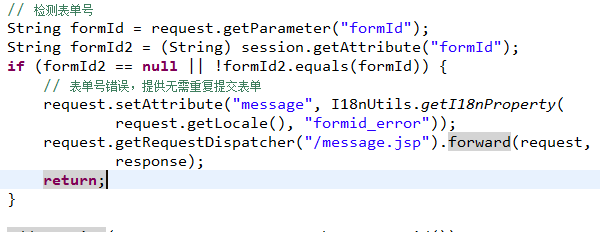 // 检测表单号
String formId = request.getParameter("formId");
String formId2 = (String) session.getAttribute("formId");
if (formId2 == null || !formId2.equals(formId)) {
// 表单号错误，提供无需重复提交表单
request.setAttribute("message", I18nUtils.getI18nProperty(
request.getLocale(), "formid_error"));
request.getRequestDispatcher("/message.jsp").forward(request,
response);
return;
}